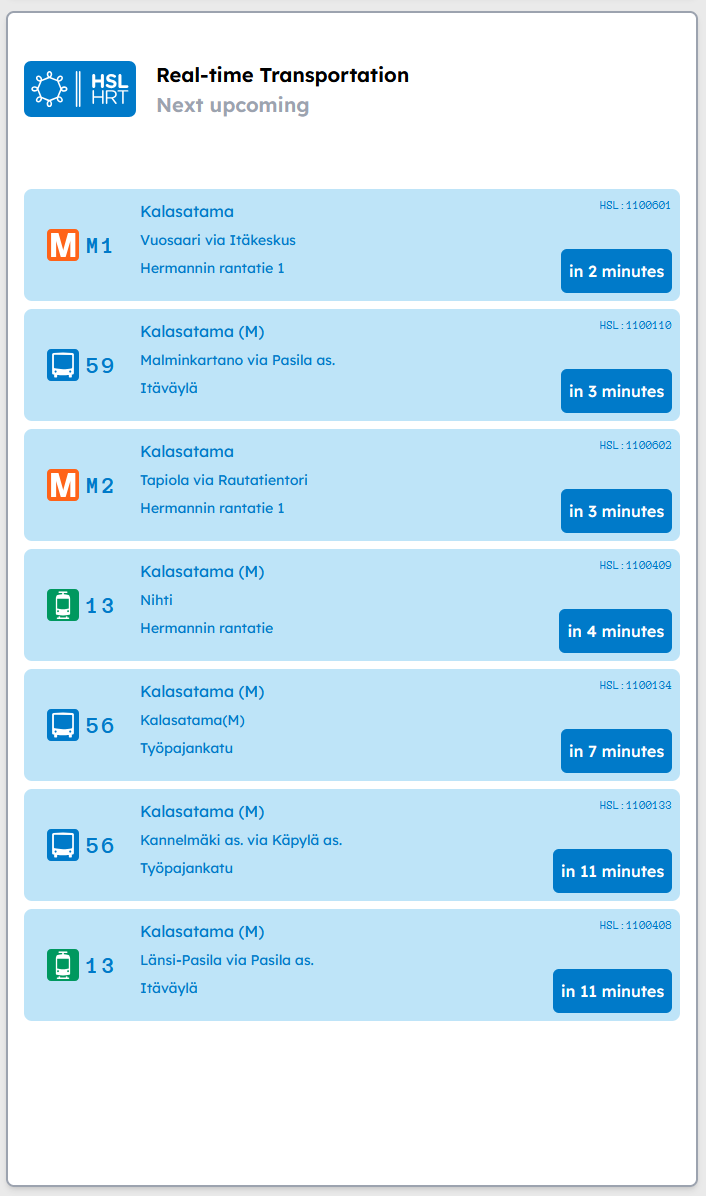 HSL
HRT
Real-time Transportation
Next upcoming
M M1
Kalasatama
Vuosaari via Itäkeskus
Hermannin rantatie 1
HSL:1100601
in 2 minutes
59
Kalasatama (M)
Malminkartano via Pasila as.
Itäväylä
HSL:1100110
in 3 minutes
M M2
Kalasatama
Tapiola via Rautatientori
Hermannin rantatie 1
HSL:1100602
in 3 minutes
13
Kalasatama (M)
Nihti
Hermannin rantatie
HSL:1100409
in 4 minutes
56
Kalasatama (M)
Kalasatama(M)
Työpajankatu
HSL:1100134
in 7 minutes
56
Kalasatama (M)
Kannelmäki as. via Käpylä as.
Työpajankatu
HSL:1100133
in 11 minutes
13
Kalasatama (M)
Länsi-Pasila via Pasila as.
Itäväylä
HSL:1100408
in 11 minutes